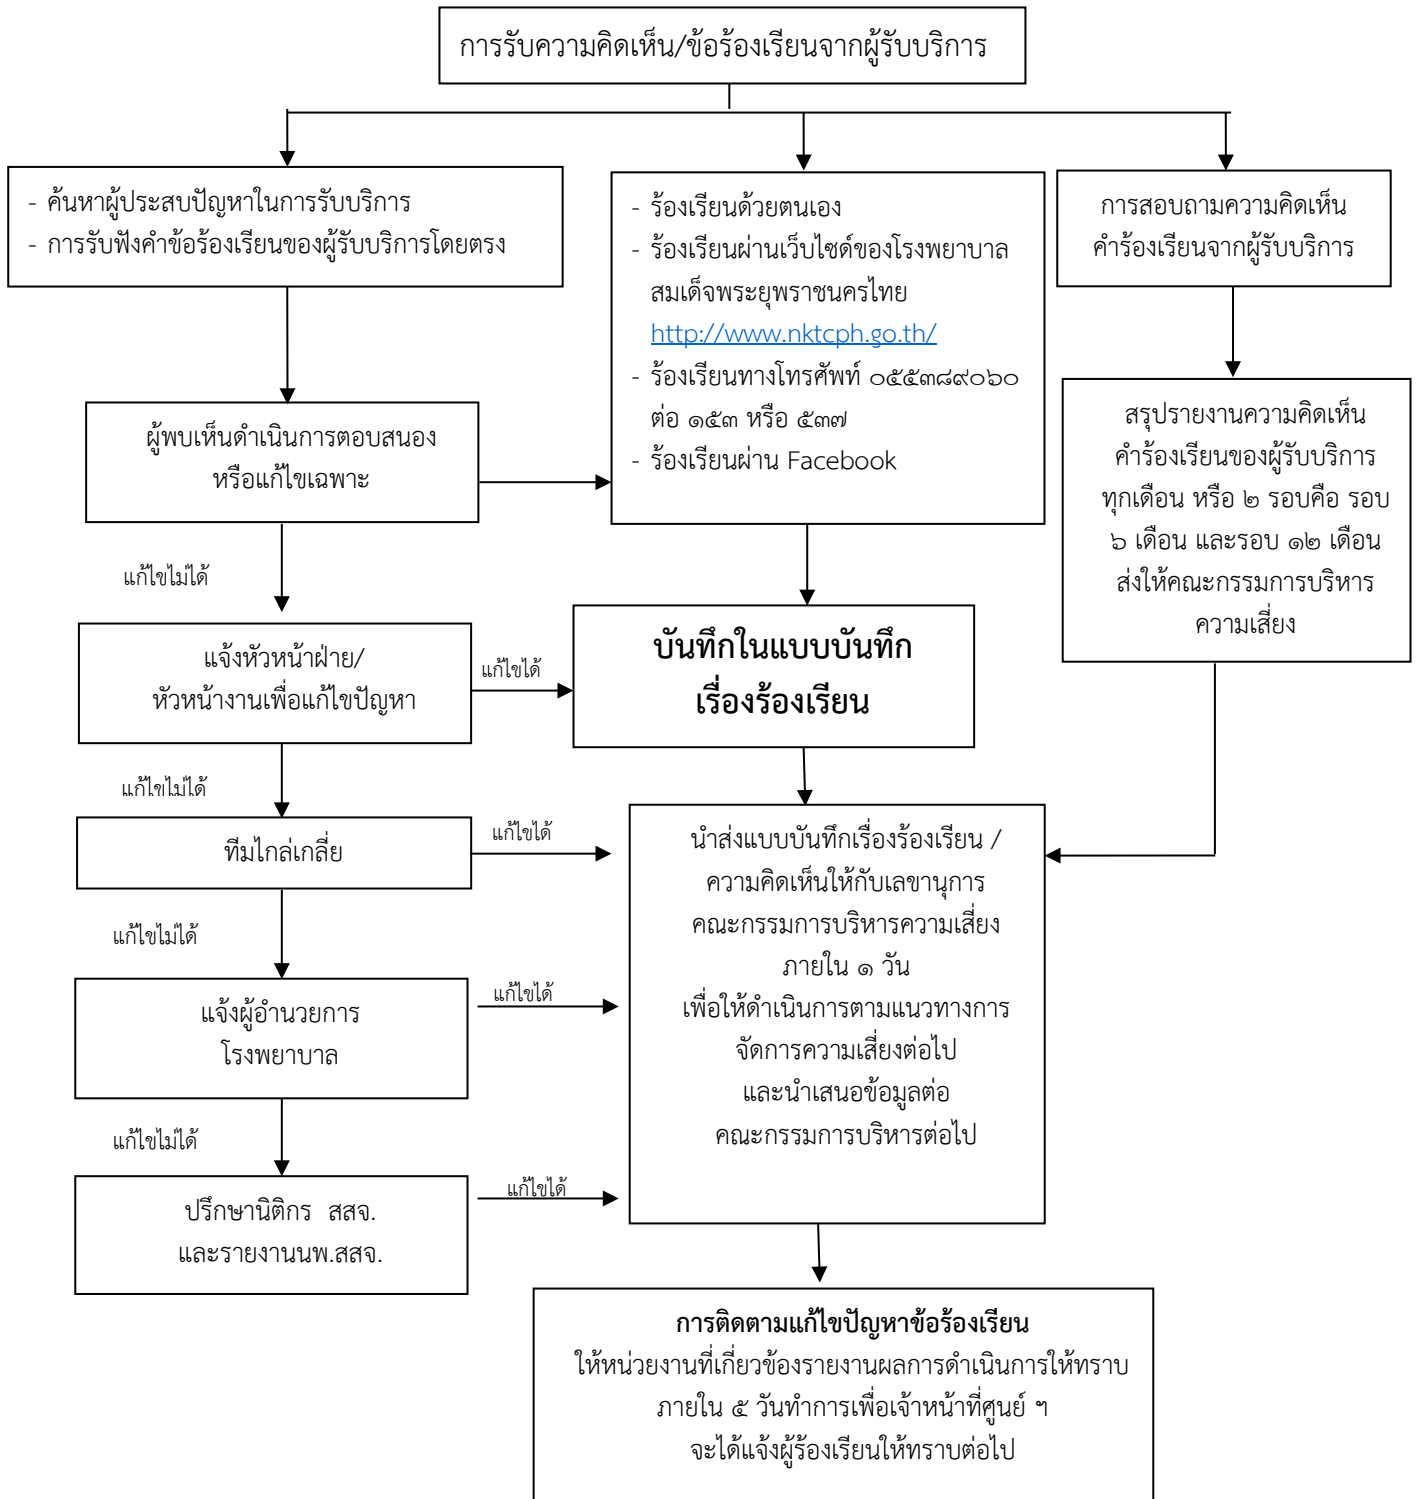 การรับความคิดเห็น/ข้อร้องเรียนจากผู้รับบริการ
- ค้นหาผู้ประสบปัญหาในการรับบริการ
- การรับฟังคำข้อร้องเรียนของผู้รับบริการโดยตรง
- ร้องเรียนด้วยตนเอง
- ร้องเรียนผ่านเว็บไซด์ของโรงพยาบาล
สมเด็จพระยุพราชนครไทย
http://www.nktcph.go.th/
- ร้องเรียนทางโทรศัพท์ ๐๕๕๓๘๙๐๖๐
ต่อ ๑๕๓ หรือ ๕๓๗
- ร้องเรียนผ่าน Facebook
การสอบถามความคิดเห็น
คำร้องเรียนจากผู้รับบริการ
ผู้พบเห็นดำเนินการตอบสนอง
หรือแก้ไขเฉพาะ
สรุปรายงานความคิดเห็น
คำร้องเรียนของผู้รับบริการ
ทุกเดือน หรือ ๒ รอบคือ รอบ
๖ เดือน และรอบ ๑๒ เดือน
ส่งให้คณะกรรมการบริหาร
ความเสี่ยง
แก้ไขไม่ได้
แจ้งหัวหน้าฝ่าย/
หัวหน้างานเพื่อแก้ไขปัญหา
แก้ไขได้
บันทึกในแบบบันทึก
เรื่องร้องเรียน
แก้ไขไม่ได้
ทีมไกล่เกลี่ย
แก้ไขได้
นำส่งแบบบันทึกเรื่องร้องเรียน /
ความคิดเห็นให้กับเลขานุการ
คณะกรรมการบริหารความเสี่ยง
ภายใน ๑ วัน
เพื่อให้ดำเนินการตามแนวทางการ
จัดการความเสี่ยงต่อไป
และนำเสนอข้อมูลต่อ
คณะกรรมการบริหารต่อไป
แก้ไขไม่ได้
แจ้งผู้อำนวยการ
โรงพยาบาล
แก้ไขได้
แก้ไขไม่ได้
ปรึกษานิติกร สสจ.
และรายงานนพ.สสจ.
แก้ไขได้
การติดตามแก้ไขปัญหาข้อร้องเรียน
ให้หน่วยงานที่เกี่ยวข้องรายงานผลการดำเนินการให้ทราบ
ภายใน ๕ วันทำการเพื่อเจ้าหน้าที่ศูนย์ ฯ
จะได้แจ้งผู้ร้องเรียนให้ทราบต่อไป